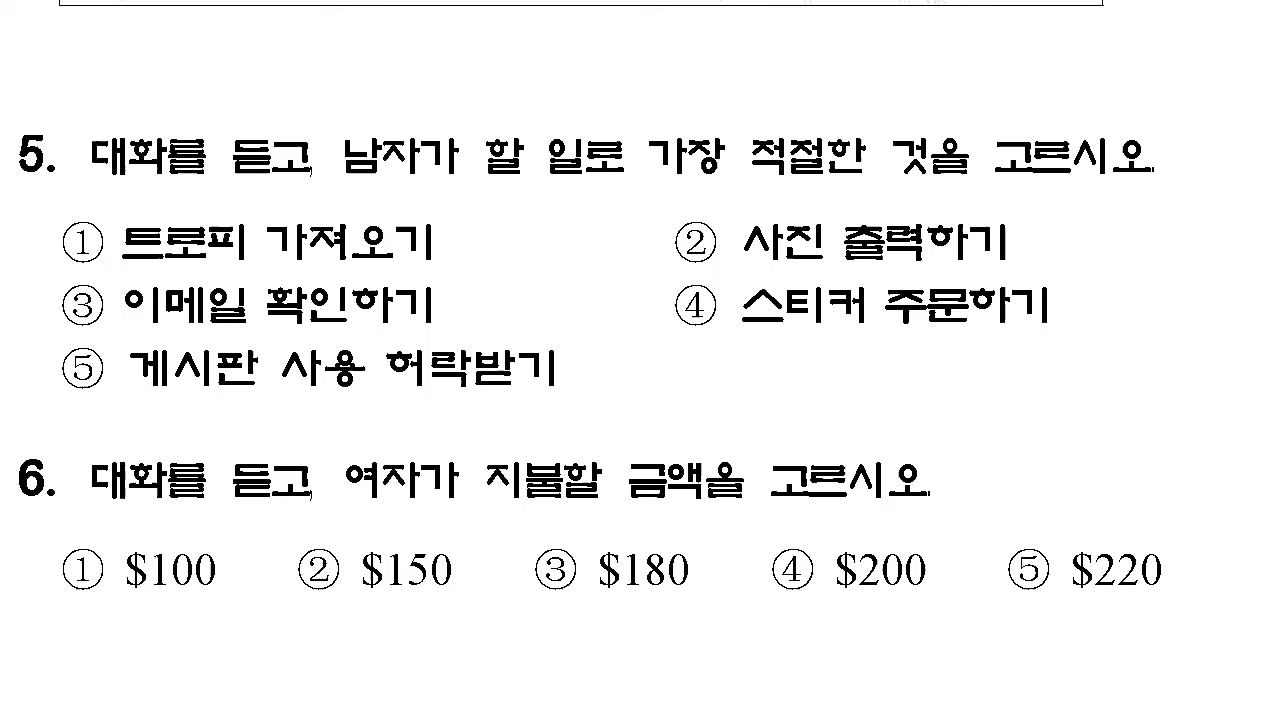 5. 대화를 듣고, 남자가 할 일로 가장 적절한 것을 고르시오.
① 트로피 가져오기 ② 사진 출력하기
③ 이메일 확인하기 ④ 스티커 주문하기
⑤ 게시판 사용 허락받기
6. 대화를 듣고, 여자가 지불할 금액을 고르시오.
① $100 ② $150 ③ $180 ④ $200 ⑤ $220